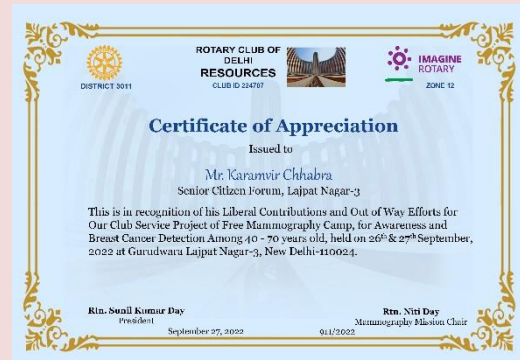 ROTARY CLUB OF
DELHI
RESOURCES
CLUB ID 224767
DISTRICT 3011
IMAGINE
ROTARY
ZONE 12
Certificate of Appreciation
Issued to
Mr. Karamvir Chhabra
Senior Citizen Forum, Lajpat Nagar-3
This is in recognition of his Liberal Contributions and Out of Way Efforts for
Our Club Service Project of Free Mammography Camp, for Awareness and
Breast Cancer Detection Among 40 - 70 years old, held on 26th & 27th September,
2022 at Gurudwara Lajpat Nagar-3, New Delhi-110024.
Rtn. Sunil Kumar Day
President
Rtn. Niti Day
Mammography Mission Chair
September 27, 2022